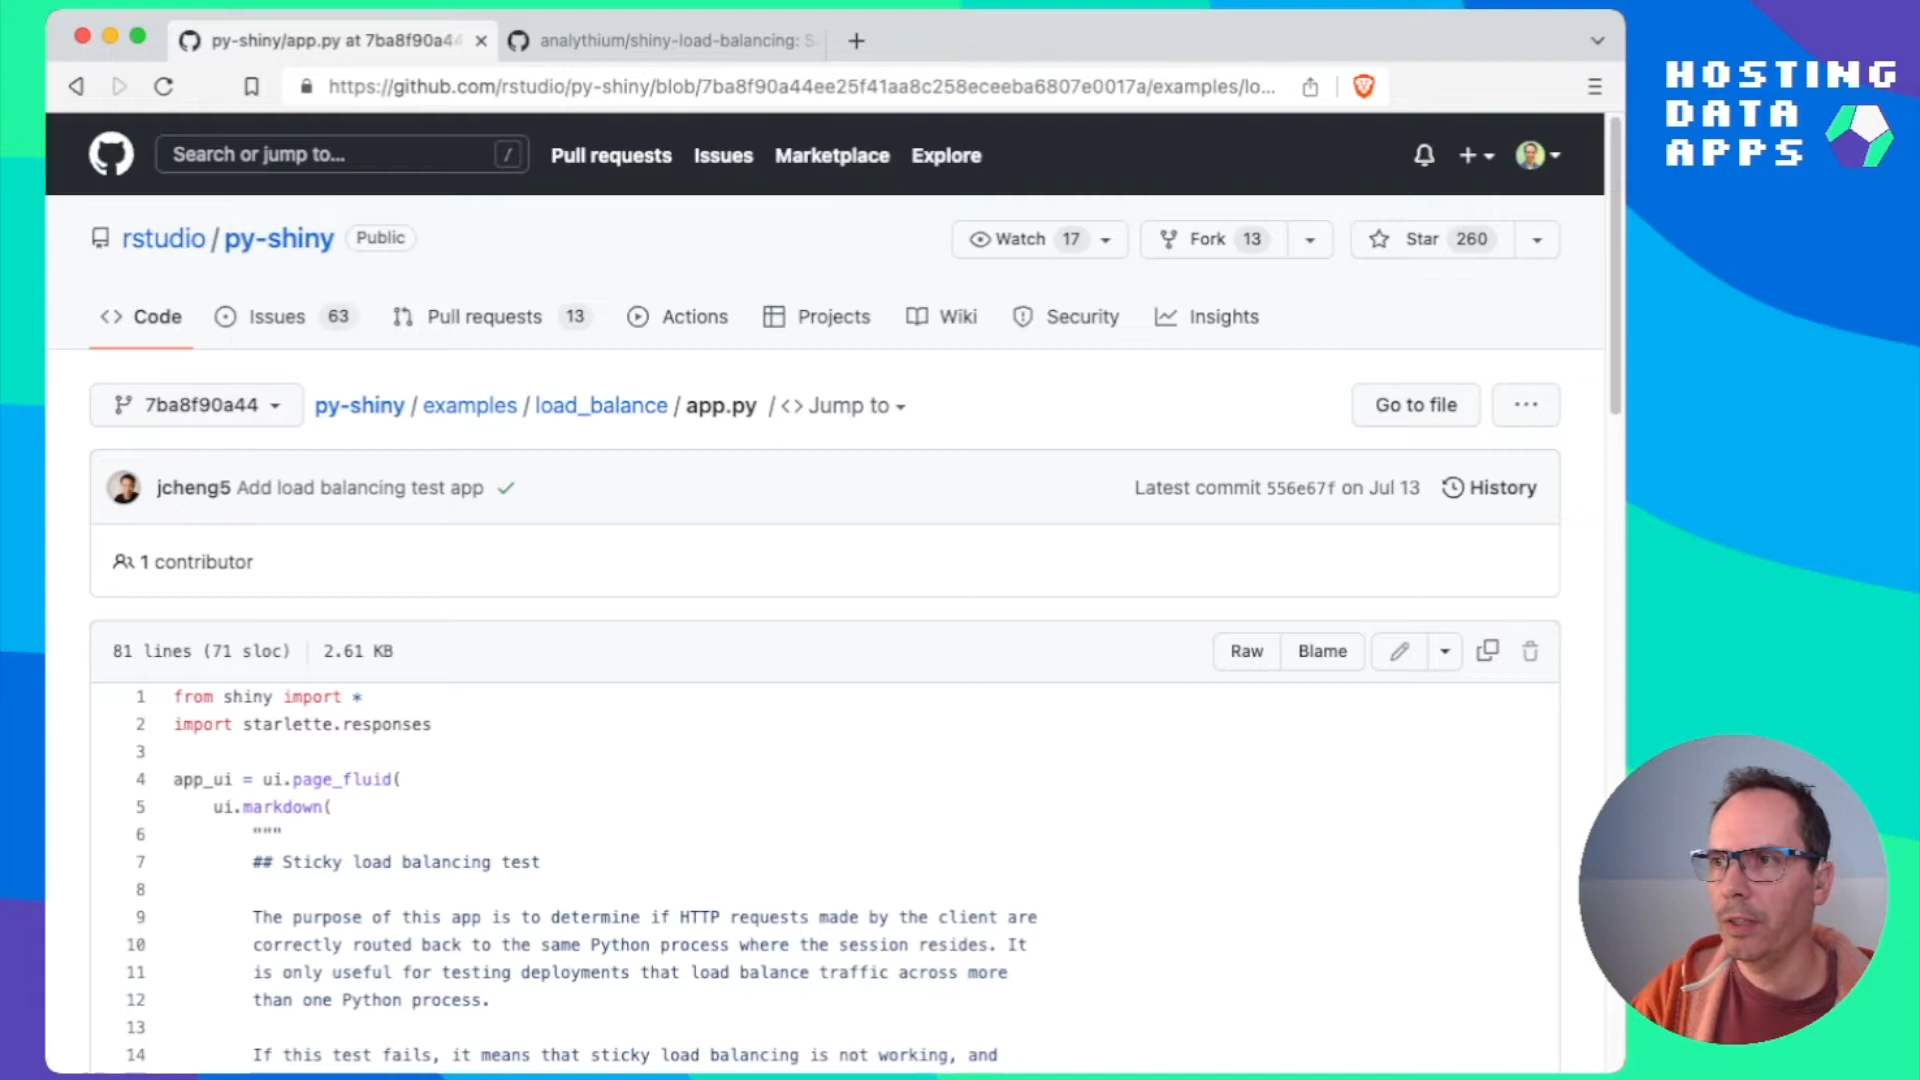 py-shiny/app.py at 7ba8f90a44
analythium/shiny-load-balancing: S
https://github.com/rstudio/py-shiny/blob/7ba8f90a44ee25f41aa8c258eceeba6807e0017a/examples/lo...
HOSTING
DATA
APPS
Search or jump to... /
Pull requests Issues Marketplace Explore
rstudio / py-shiny Public
Watch 17 Fork 13 Star 260
Code Issues 63 Pull requests 13 Actions Projects Wiki Security Insights
7ba8f90a44 py-shiny / examples / load_balance / app.py / <> Jump to
Go to file ...
jcheng5 Add load balancing test app ✓
Latest commit 556e67f on Jul 13 History
1 contributor
81 lines (71 sloc) 2.61 KB
Raw Blame
1 from shiny import *
2 import starlette.responses
3
4 app_ui = ui.page_fluid(
5 ui.markdown(
6 """
7 ## Sticky load balancing test
8
9 The purpose of this app is to determine if HTTP requests made by the client are
10 correctly routed back to the same Python process where the session resides. It
11 is only useful for testing deployments that load balance traffic across more
12 than one Python process.
13
14 If this test fails, it means that sticky load balancing is not working, and